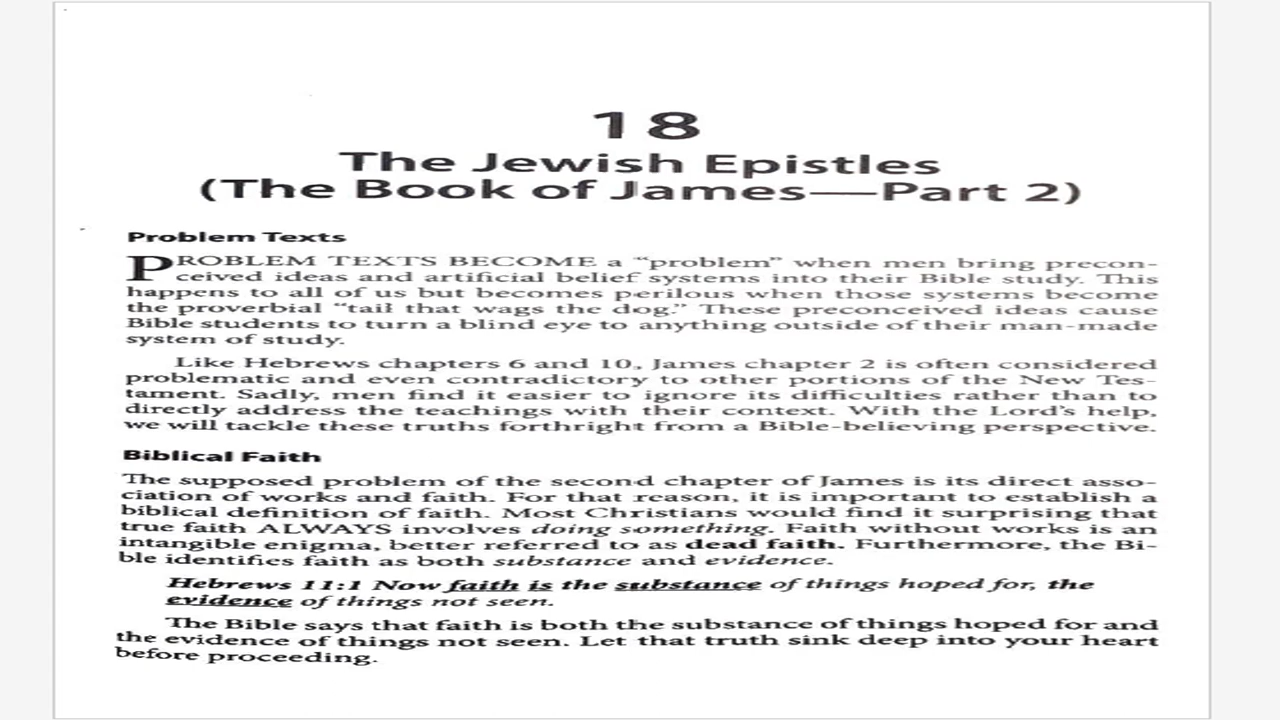 18
The Jewish Epistles
(The Book of James—Part 2)
Problem Texts
PROBLEM TEXTS BECOME a “problem” when men bring precon-
ceived ideas and artificial belief systems into their Bible study. This
happens to all of us but becomes perilous when those systems become
the proverbial “tail that wags the dog.” These preconceived ideas cause
Bible students to turn a blind eye to anything outside of their man-made
system of study.
Like Hebrews chapters 6 and 10, James chapter 2 is often considered
problematic and even contradictory to other portions of the New Tes-
tament. Sadly, men find it easier to ignore its difficulties rather than to
directly address the teachings with their context. With the Lord’s help,
we will tackle these truths forthright from a Bible-believing perspective.
Biblical Faith
The supposed problem of the second chapter of James is its direct asso-
ciation of works and faith. For that reason, it is important to establish a
biblical definition of faith. Most Christians would find it surprising that
true faith ALWAYS involves doing something. Faith without works is an
intangible enigma, better referred to as dead faith. Furthermore, the Bi-
ble identifies faith as both substance and evidence.
Hebrews 11:1 Now faith is the substance of things hoped for, the
evidence of things not seen.
The Bible says that faith is both the substance of things hoped for and
the evidence of things not seen. Let that truth sink deep into your heart
before proceeding.